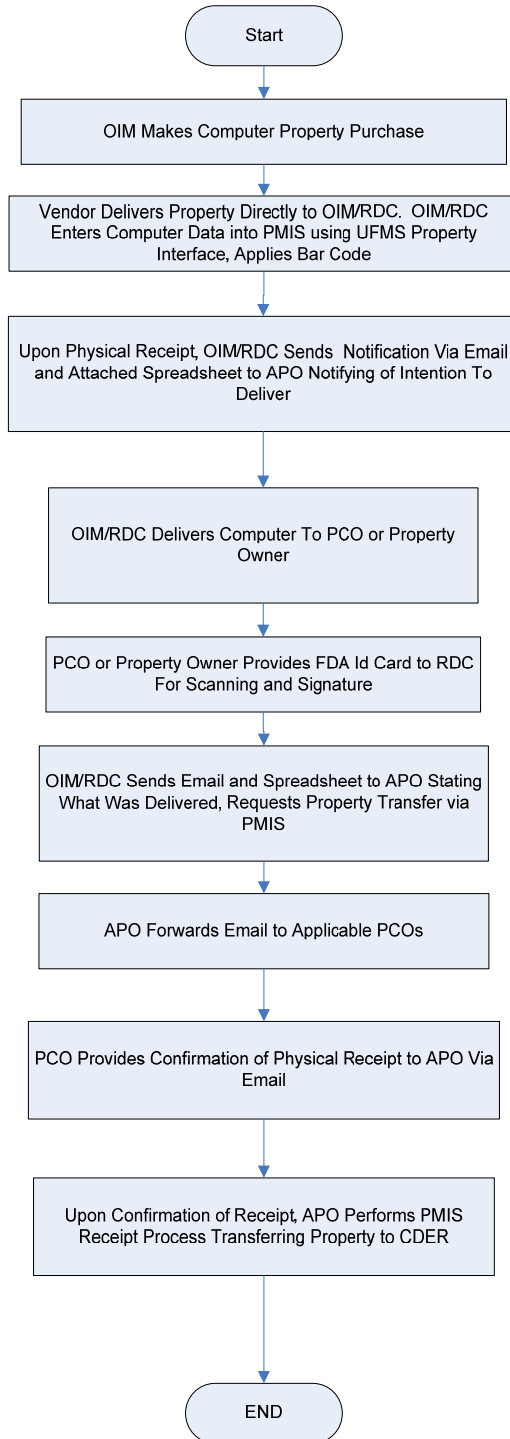 Start
OIM Makes Computer Property Purchase
Vendor Delivers Property Directly to OIM/RDC. OIM/RDC
Enters Computer Data into PMIS using UFMS Property
Interface, Applies Bar Code
Upon Physical Receipt, OIM/RDC Sends Notification Via Email
and Attached Spreadsheet to APO Notifying of Intention To
Deliver
OIM/RDC Delivers Computer To PCO or Property
Owner
PCO or Property Owner Provides FDA Id Card to RDC
For Scanning and Signature
OIM/RDC Sends Email and Spreadsheet to APO Stating
What Was Delivered, Requests Property Transfer via
PMIS
APO Forwards Email to Applicable PCOs
PCO Provides Confirmation of Physical Receipt to APO Via
Email
Upon Confirmation of Receipt, APO Performs PMIS
Receipt Process Transferring Property to CDER
END